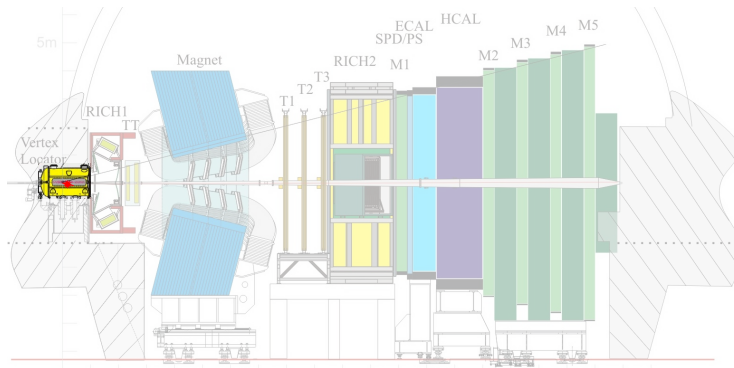 5m
HCAL
ECAL
SPD/PS
M5
M4
M3
M2
M1
RICH2
T3
T2
T1
Magnet
RICH1
TT
Vertex
Locator